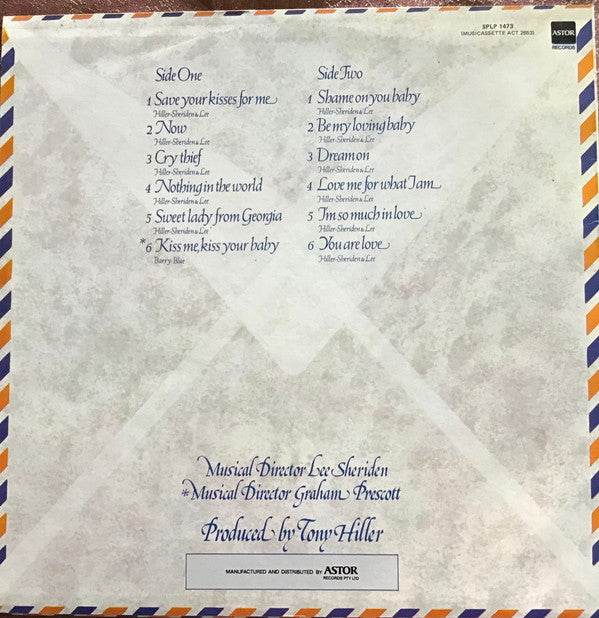 SPLP 1473
(MUSICASSETTE ACT 2653)
ASTOR
RECORDS
Side One
1 Save your kisses for me
Hiller-Sheriden & Lee
2 Now
Hiller-Sheriden & Lee
3 Cry thief
Hiller-Sheriden & Lee
4 Nothing in the world
Hiller-Sheriden & Lee
5 Sweet lady from Georgia
Hiller-Sheriden & Lee
*6 Kiss me, kiss your baby
Barry Blue
Side Two
1 Shame on you baby
Hiller-Sheriden & Lee
2 Be my loving baby
Hiller-Sheriden & Lee
3 Dream on
Hiller-Sheriden & Lee
4 Love me for what I am
Hiller-Sheriden & Lee
5 I'm so much in love
Hiller-Sheriden & Lee
6 You are love
Hiller-Sheriden & Lee
Musical Director Lee Sheriden
*Musical Director Graham Prescott
Produced by Tony Hiller
MANUFACTURED AND DISTRIBUTED BY ASTOR
RECORDS PTY LTD